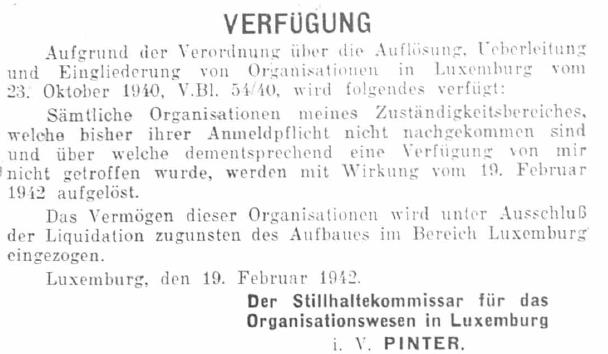 VERFÜGUNG
Aufgrund der Verordnung über die Auflösung, Ueberleitung
und Eingliederung von Organisationen in Luxemburg vom
23. Oktober 1940, V.Bl. 54/40, wird folgendes verfügt:
Sämtliche Organisationen meines Zuständigkeitsbereiches,
welche bisher ihrer Anmeldpflicht nicht nachgekommen sind
und über welche dementsprechend eine Verfügung von mir
nicht getroffen wurde, werden mit Wirkung vom 19. Februar
1942 aufgelöst.
Das Vermögen dieser Organisationen wird unter Ausschluß
der Liquidation zugunsten des Aufbaues im Bereich Luxemburg
eingezogen.
Luxemburg, den 19. Februar 1942.
Der Stillhaltekommissar für das
Organisationswesen in Luxemburg
i. V. PINTER.